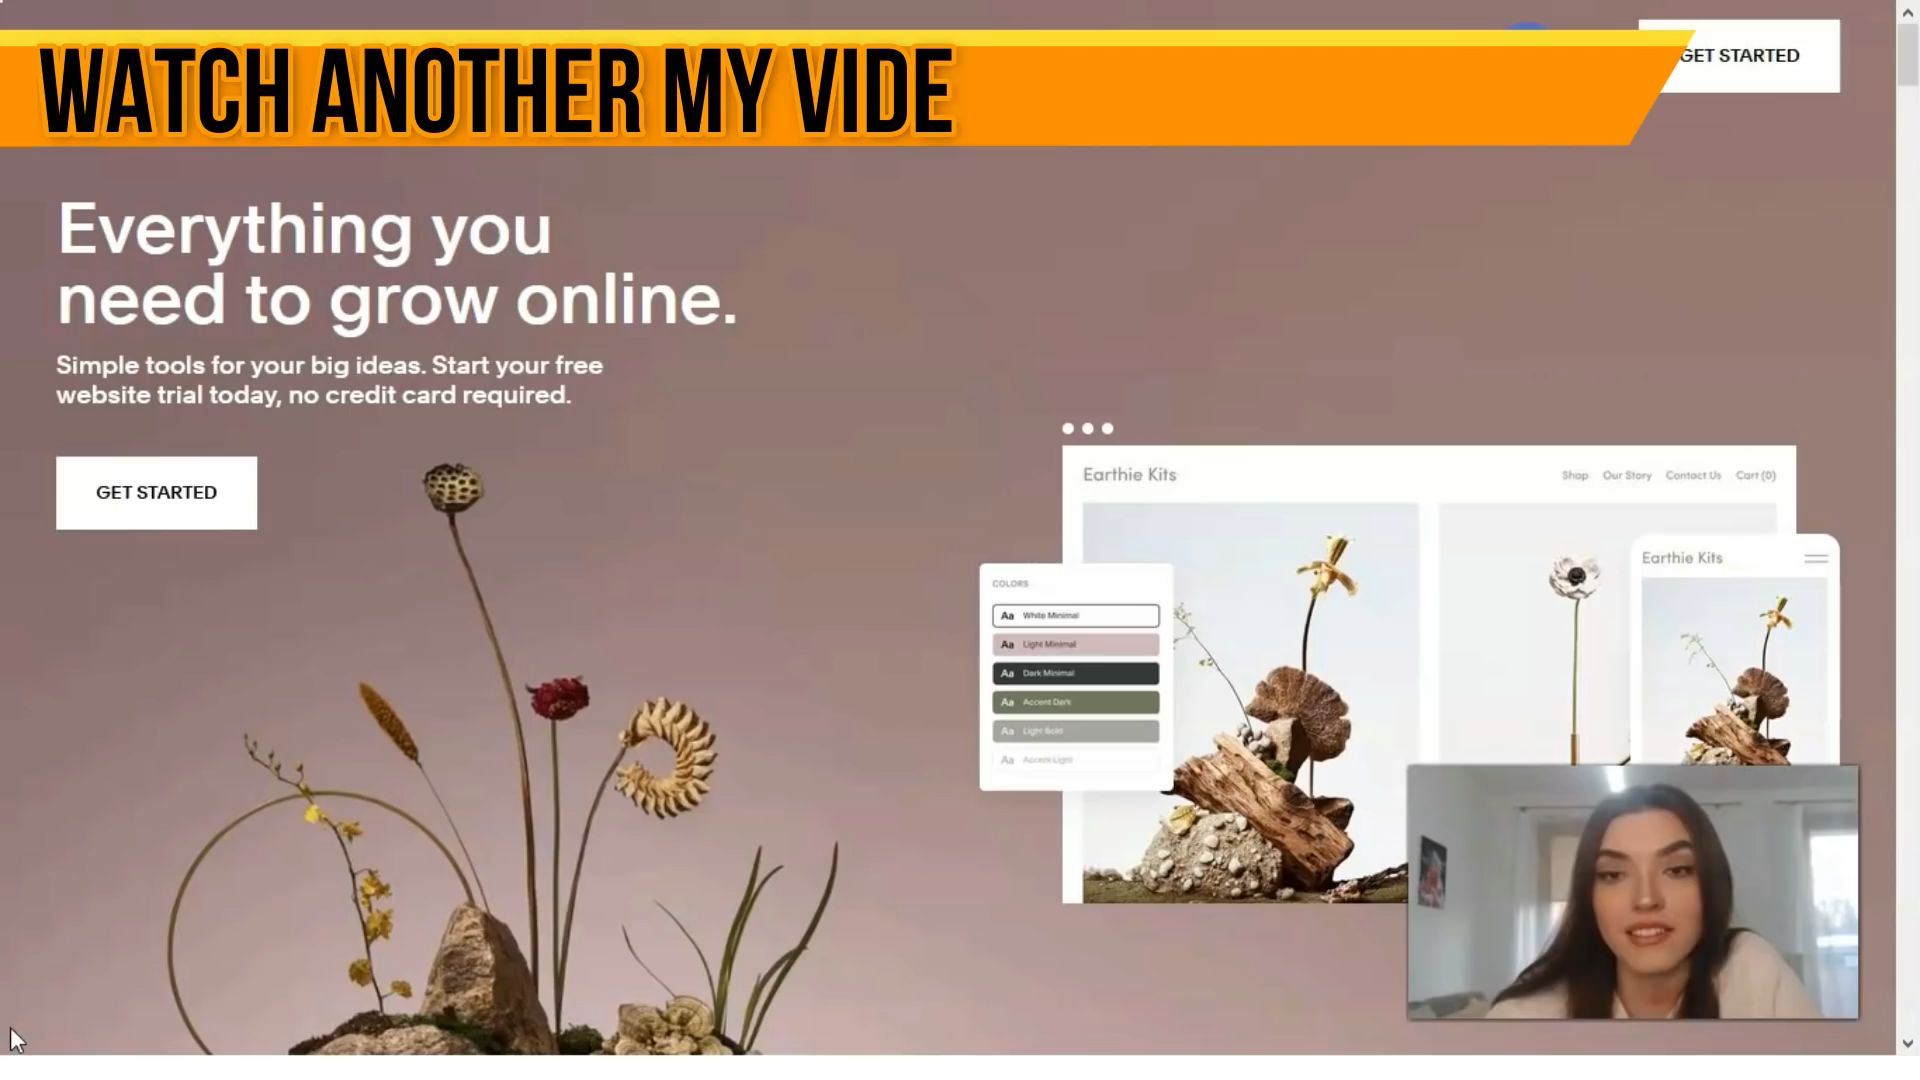 WATCH ANOTHER MY VIDE
GET STARTED
Everything you
need to grow online.
Simple tools for your big ideas. Start your free
website trial today, no credit card required.
GET STARTED
Earthie Kits
Shop Our Story Contact Us Cart (0)
Earthie Kits
COLORS
Aa White Minimal
Aa Light Minimal
Aa Dark Minimal
Aa Accent Dark
Aa Light Bold
Aa Accent Light